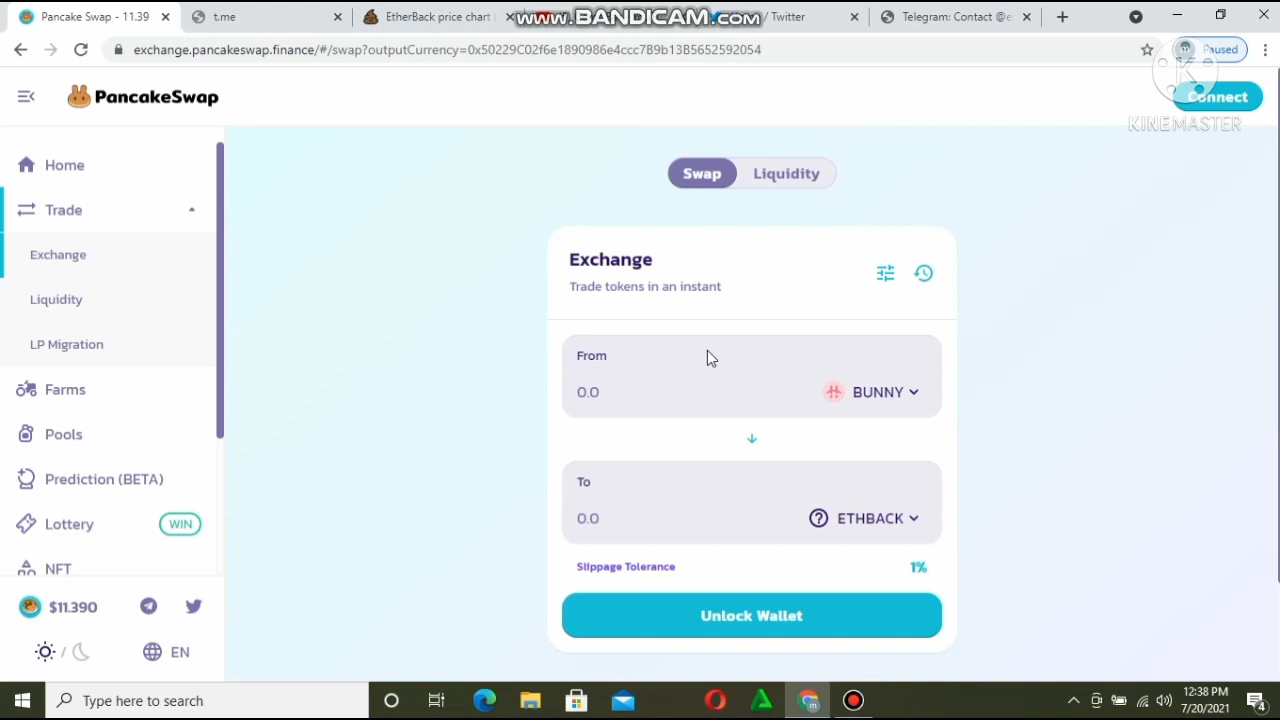 Pancake Swap - 11.39
t.me
EtherBack price chart
www.BANDICAM.com
/ Twitter
Telegram: Contact @e
exchange.pancakeswap.finance/#/swap?outputCurrency=0x50229C02f6e1890986e4ccc7B9b13B5652592054
Paused
PancakeSwap
Connect
KINEMASTER
Home
Trade
Exchange
Liquidity
LP Migration
Farms
Pools
Prediction (BETA)
Lottery
WIN
NFT
$11.390
EN
Swap
Liquidity
Exchange
Trade tokens in an instant
From
0.0
BUNNY
To
0.0
ETHBACK
Slippage Tolerance
1%
Unlock Wallet
Type here to search
12:38 PM
7/20/2021
4